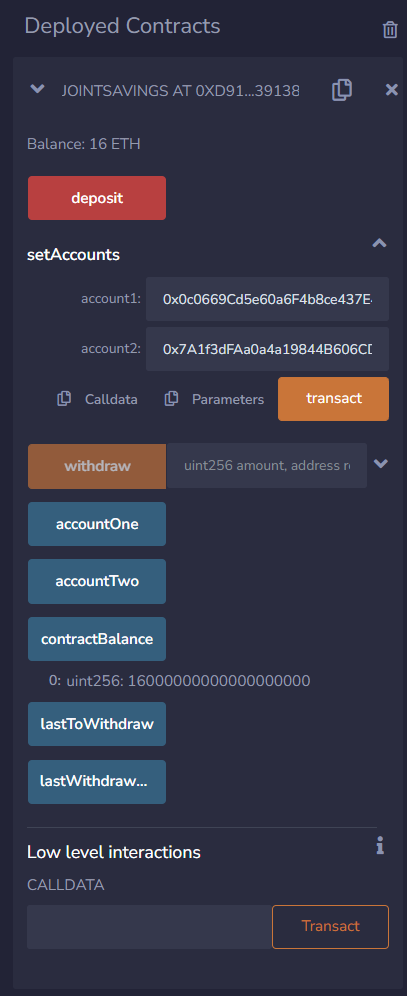 Deployed Contracts
JOINTSAVINGS AT 0XD91...39138
Balance: 16 ETH
deposit
setAccounts
account1: 0x0c0669Cd5e60a6F4b8ce437E
account2: 0x7A1f3dFAa0a4a19844B606CD
Calldata Parameters transact
withdraw uint256 amount, address r
accountOne
accountTwo
contractBalance
0: uint256: 16000000000000000000
lastToWithdraw
lastWithdraw...
Low level interactions
CALLDATA
Transact